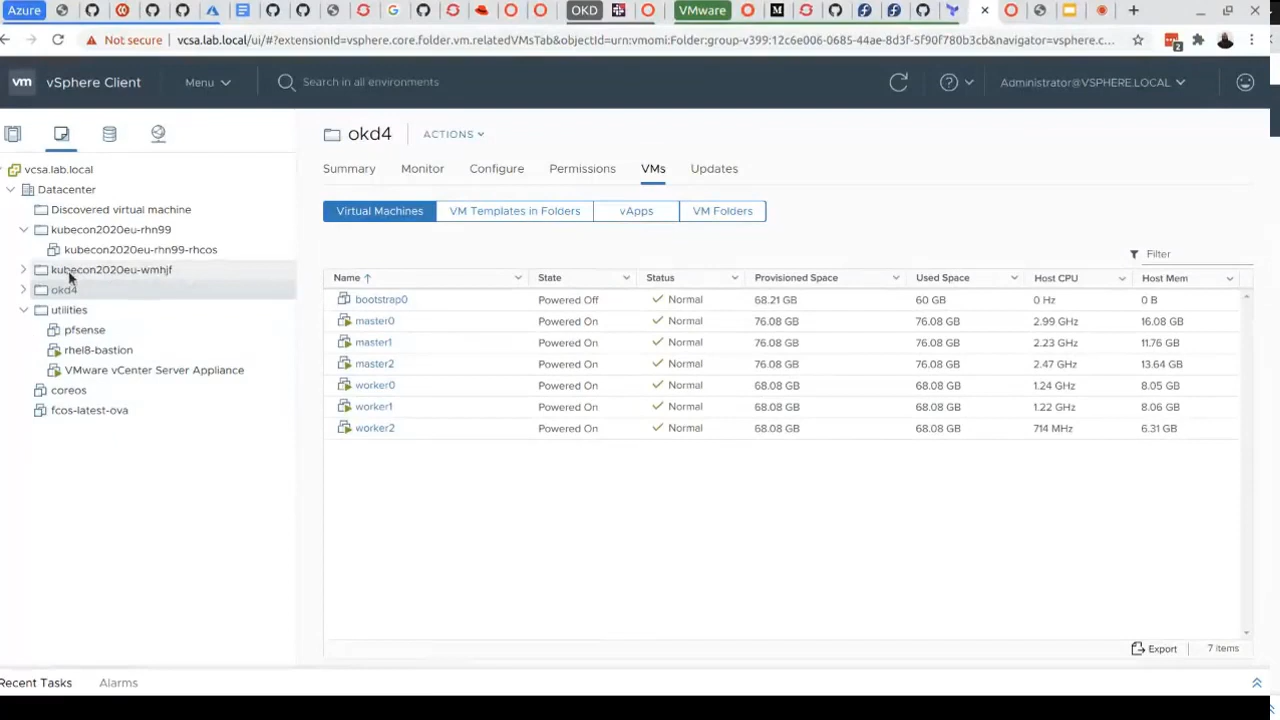 Azure OKD VMware
Not secure vcsa.lab.local/ui/#?extensionId=vsphere.core.folder.vm.relatedVMsTab&objectId=urn:vmomi:Folder:group-v399:12c6e006-0685-44ae-8d3f-5f90f780b3cb&navigator=vsphere.c... 2
vm vSphere Client Menu Search in all environments Administrator@VSPHERE.LOCAL
okd4 ACTIONS
Summary Monitor Configure Permissions VMs Updates
Virtual Machines VM Templates in Folders vApps VM Folders
vcsa.lab.local
Datacenter
Discovered virtual machine
kubecon2020eu-rhn99
kubecon2020eu-rhn99-rhcos
kubecon2020eu-wmhjf
okd4
utilities
pfsense
rhel8-bastion
VMware vCenter Server Appliance
coreos
fcos-latest-ova
Filter
Name State Status Provisioned Space Used Space Host CPU Host Mem
bootstrap0 Powered Off Normal 68.21 GB 60 GB 0 Hz 0 B
master0 Powered On Normal 76.08 GB 76.08 GB 2.99 GHz 16.08 GB
master1 Powered On Normal 76.08 GB 76.08 GB 2.23 GHz 11.76 GB
master2 Powered On Normal 76.08 GB 76.08 GB 2.47 GHz 13.64 GB
worker0 Powered On Normal 68.08 GB 68.08 GB 1.24 GHz 8.05 GB
worker1 Powered On Normal 68.08 GB 68.08 GB 1.22 GHz 8.06 GB
worker2 Powered On Normal 68.08 GB 68.08 GB 714 MHz 6.31 GB
Export 7 items
Recent Tasks Alarms